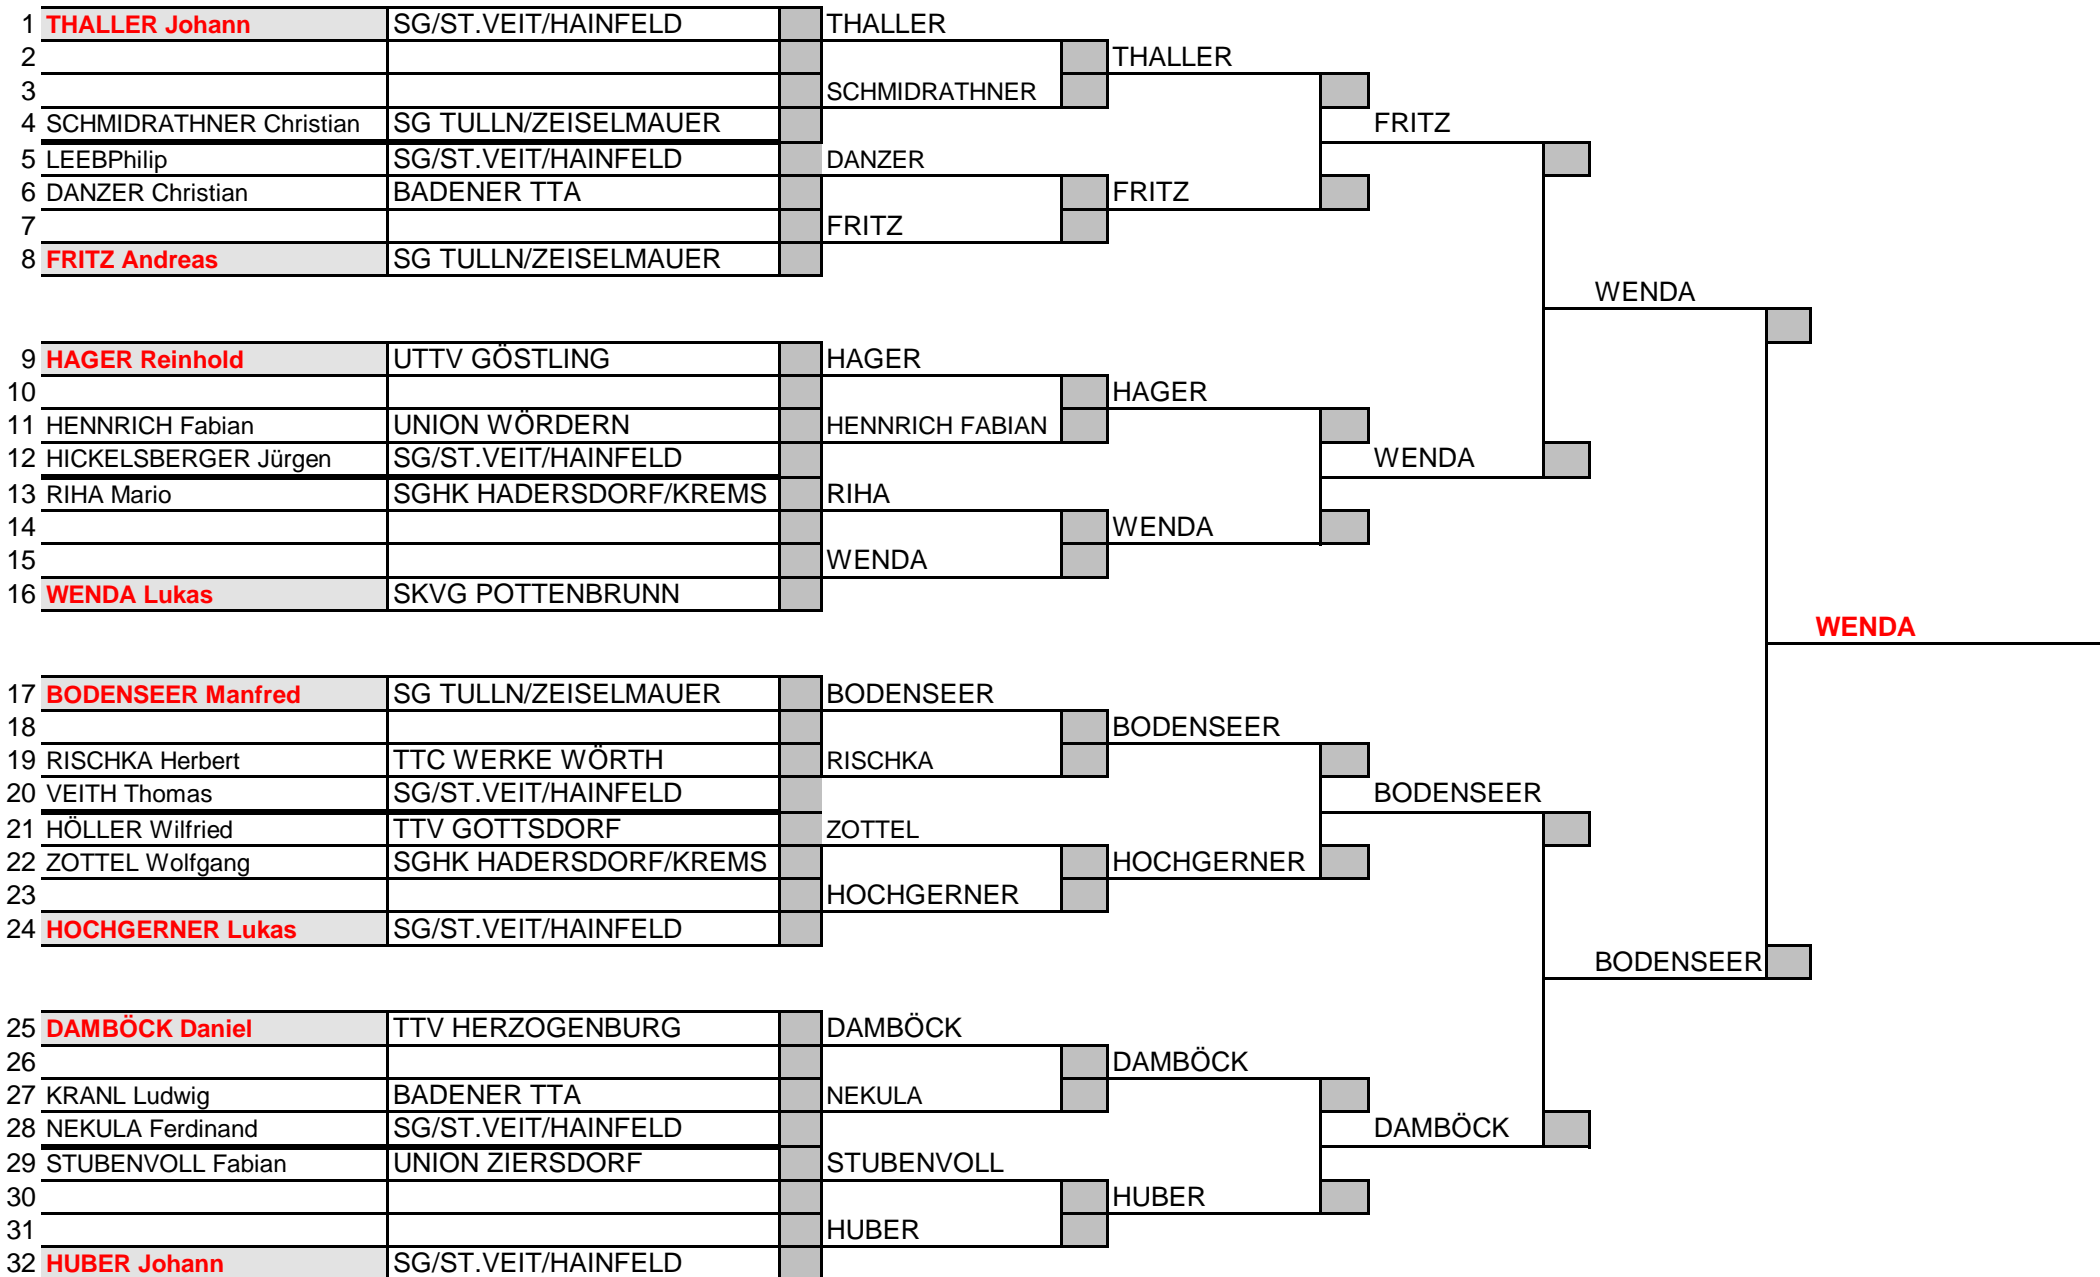 1 THALLER Johann SG/ST.VEIT/HAINFELD THALLER
2 THALLER
3 SCHMIDRATHNER
4 SCHMIDRATHNER Christian SG TULLN/ZEISELMAUER FRITZ
5 LEEBPhilip SG/ST.VEIT/HAINFELD DANZER
6 DANZER Christian BADENER TTA FRITZ
7 FRITZ
8 FRITZ Andreas SG TULLN/ZEISELMAUER
WENDA
9 HAGER Reinhold UTTV GÖSTLING HAGER
10 HAGER
11 HENNRICH Fabian UNION WÖRDERN HENNRICH FABIAN
12 HICKELSBERGER Jürgen SG/ST.VEIT/HAINFELD WENDA
13 RIHA Mario SGHK HADERSDORF/KREMS RIHA
14 WENDA
15 WENDA
16 WENDA Lukas SKVG POTTENBRUNN
WENDA
17 BODENSEER Manfred SG TULLN/ZEISELMAUER BODENSEER
18 BODENSEER
19 RISCHKA Herbert TTC WERKE WÖRTH RISCHKA
20 VEITH Thomas SG/ST.VEIT/HAINFELD BODENSEER
21 HÖLLER Wilfried TTV GOTTSDORF ZOTTEL
22 ZOTTEL Wolfgang SGHK HADERSDORF/KREMS HOCHGERNER
23 HOCHGERNER
24 HOCHGERNER Lukas SG/ST.VEIT/HAINFELD
BODENSEER
25 DAMBÖCK Daniel TTV HERZOGENBURG DAMBÖCK
26 DAMBÖCK
27 KRANL Ludwig BADENER TTA NEKULA
28 NEKULA Ferdinand SG/ST.VEIT/HAINFELD DAMBÖCK
29 STUBENVOLL Fabian UNION ZIERSDORF STUBENVOLL
30 HUBER
31 HUBER
32 HUBER Johann SG/ST.VEIT/HAINFELD